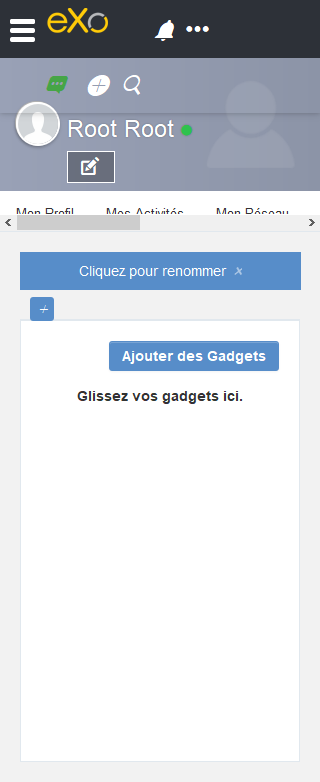 eXo
Root Root
Mon Profil Mes Activités Mon Réseau
Cliquez pour renommer
Ajouter des Gadgets
Glissez vos gadgets ici.